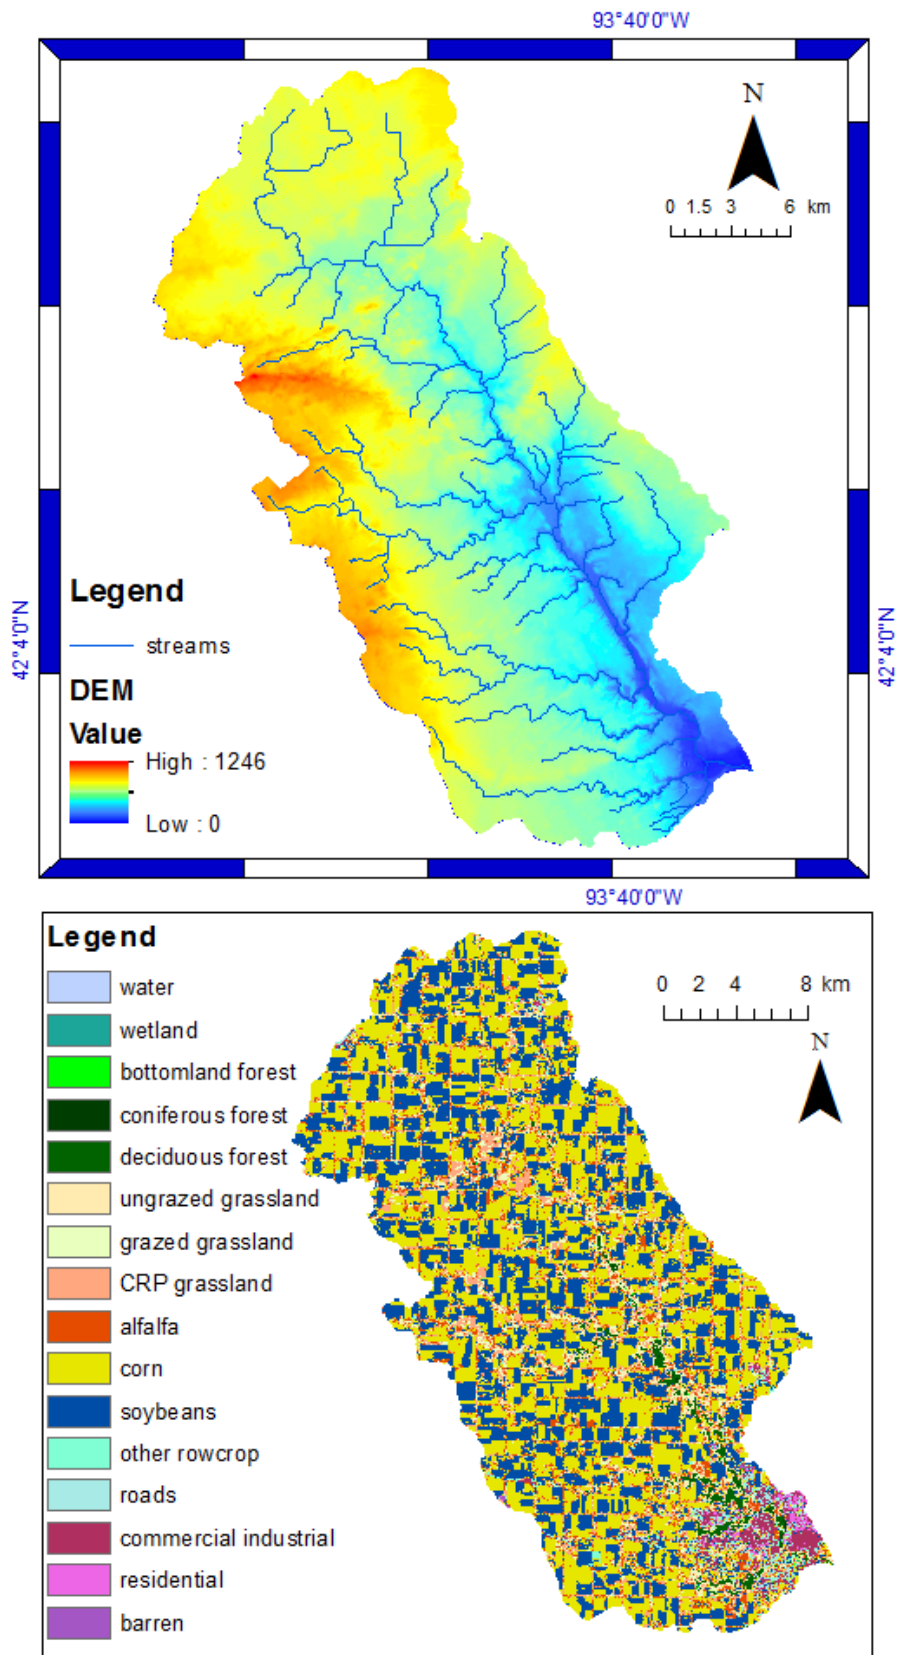 93°40'0"W
N
0 1.5 3 6 km
Legend
streams
DEM
Value
High : 1246
Low : 0
42°4'0"N
42°4'0"N
93°40'0"W
Legend
water
wetland
bottomland forest
coniferous forest
deciduous forest
ungrazed grassland
grazed grassland
CRP grassland
alfalfa
corn
soybeans
other rowcrop
roads
commercial industrial
residential
barren
0 2 4 8 km
N